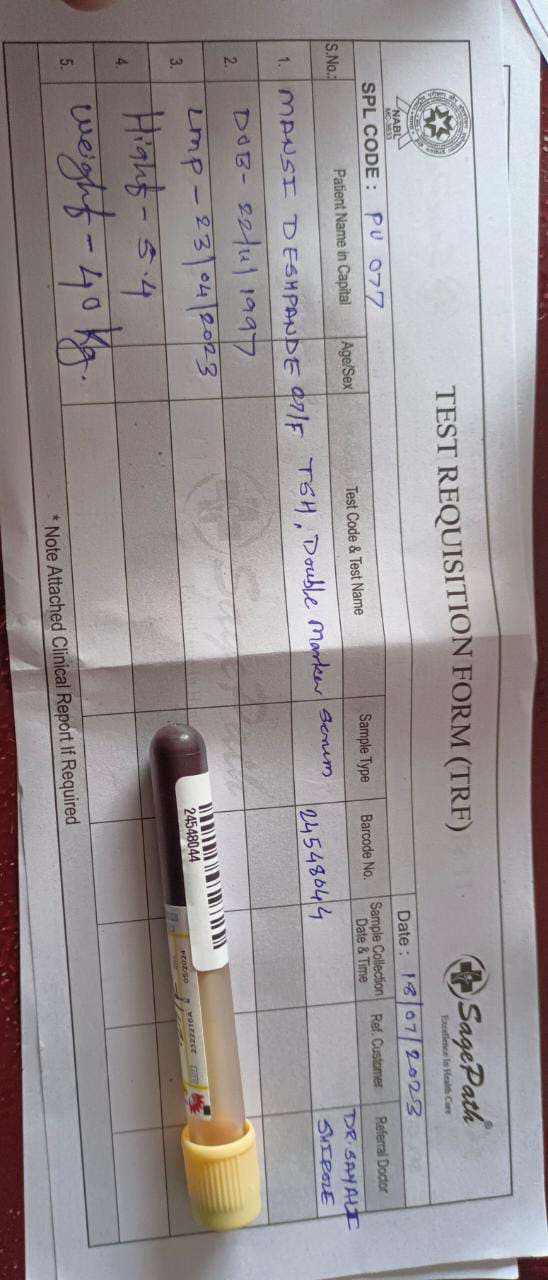 NABL
MC-3633
TEST REQUISITION FORM (TRF)
SagePath®
Excellence In Health Care
SPL CODE : PU 077
Date : 18/07/2023
S.No.: Patient Name in Capital Age/Sex Test Code & Test Name Sample Type Barcode No. Sample Collection Date & Time Ref. Customer Referral Doctor
1. MANSI DESHPANDE 27/F TSH, Double Marker Serum 24548044 DR. SAYALI SHIPOLE
2. DOB - 22/11/1997
3. LMP - 23/04/2023
4. Hight - 5.4
5. weight - 40 kg.
* Note Attached Clinical Report If Required
24548044